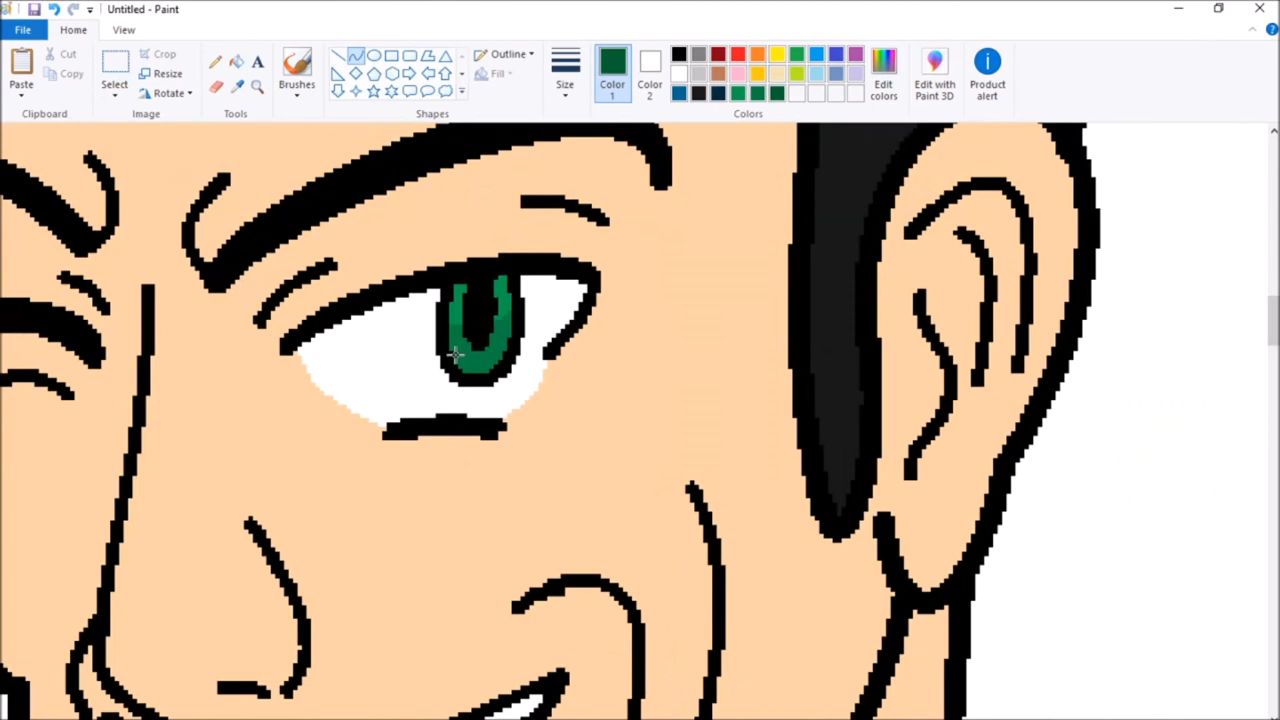 Untitled - Paint
File Home View
Cut
Copy
Paste
Clipboard
Select
Crop
Resize
Rotate
Image
A
Tools
Brushes
Outline
Fill
Shapes
Size
Color 1
Color 2
Edit colors
Colors
Edit with Paint 3D
Product alert